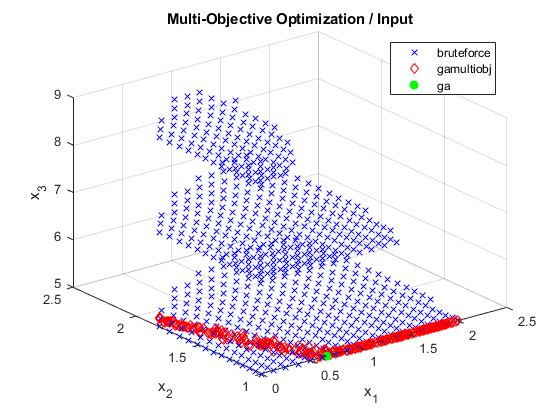 Multi-Objective Optimization / Input
bruteforce
gamultiobj
ga
9
8
7
6
5
x₃
2.5
2
1.5
1
x₂
0
0.5
1
1.5
2
2.5
x₁